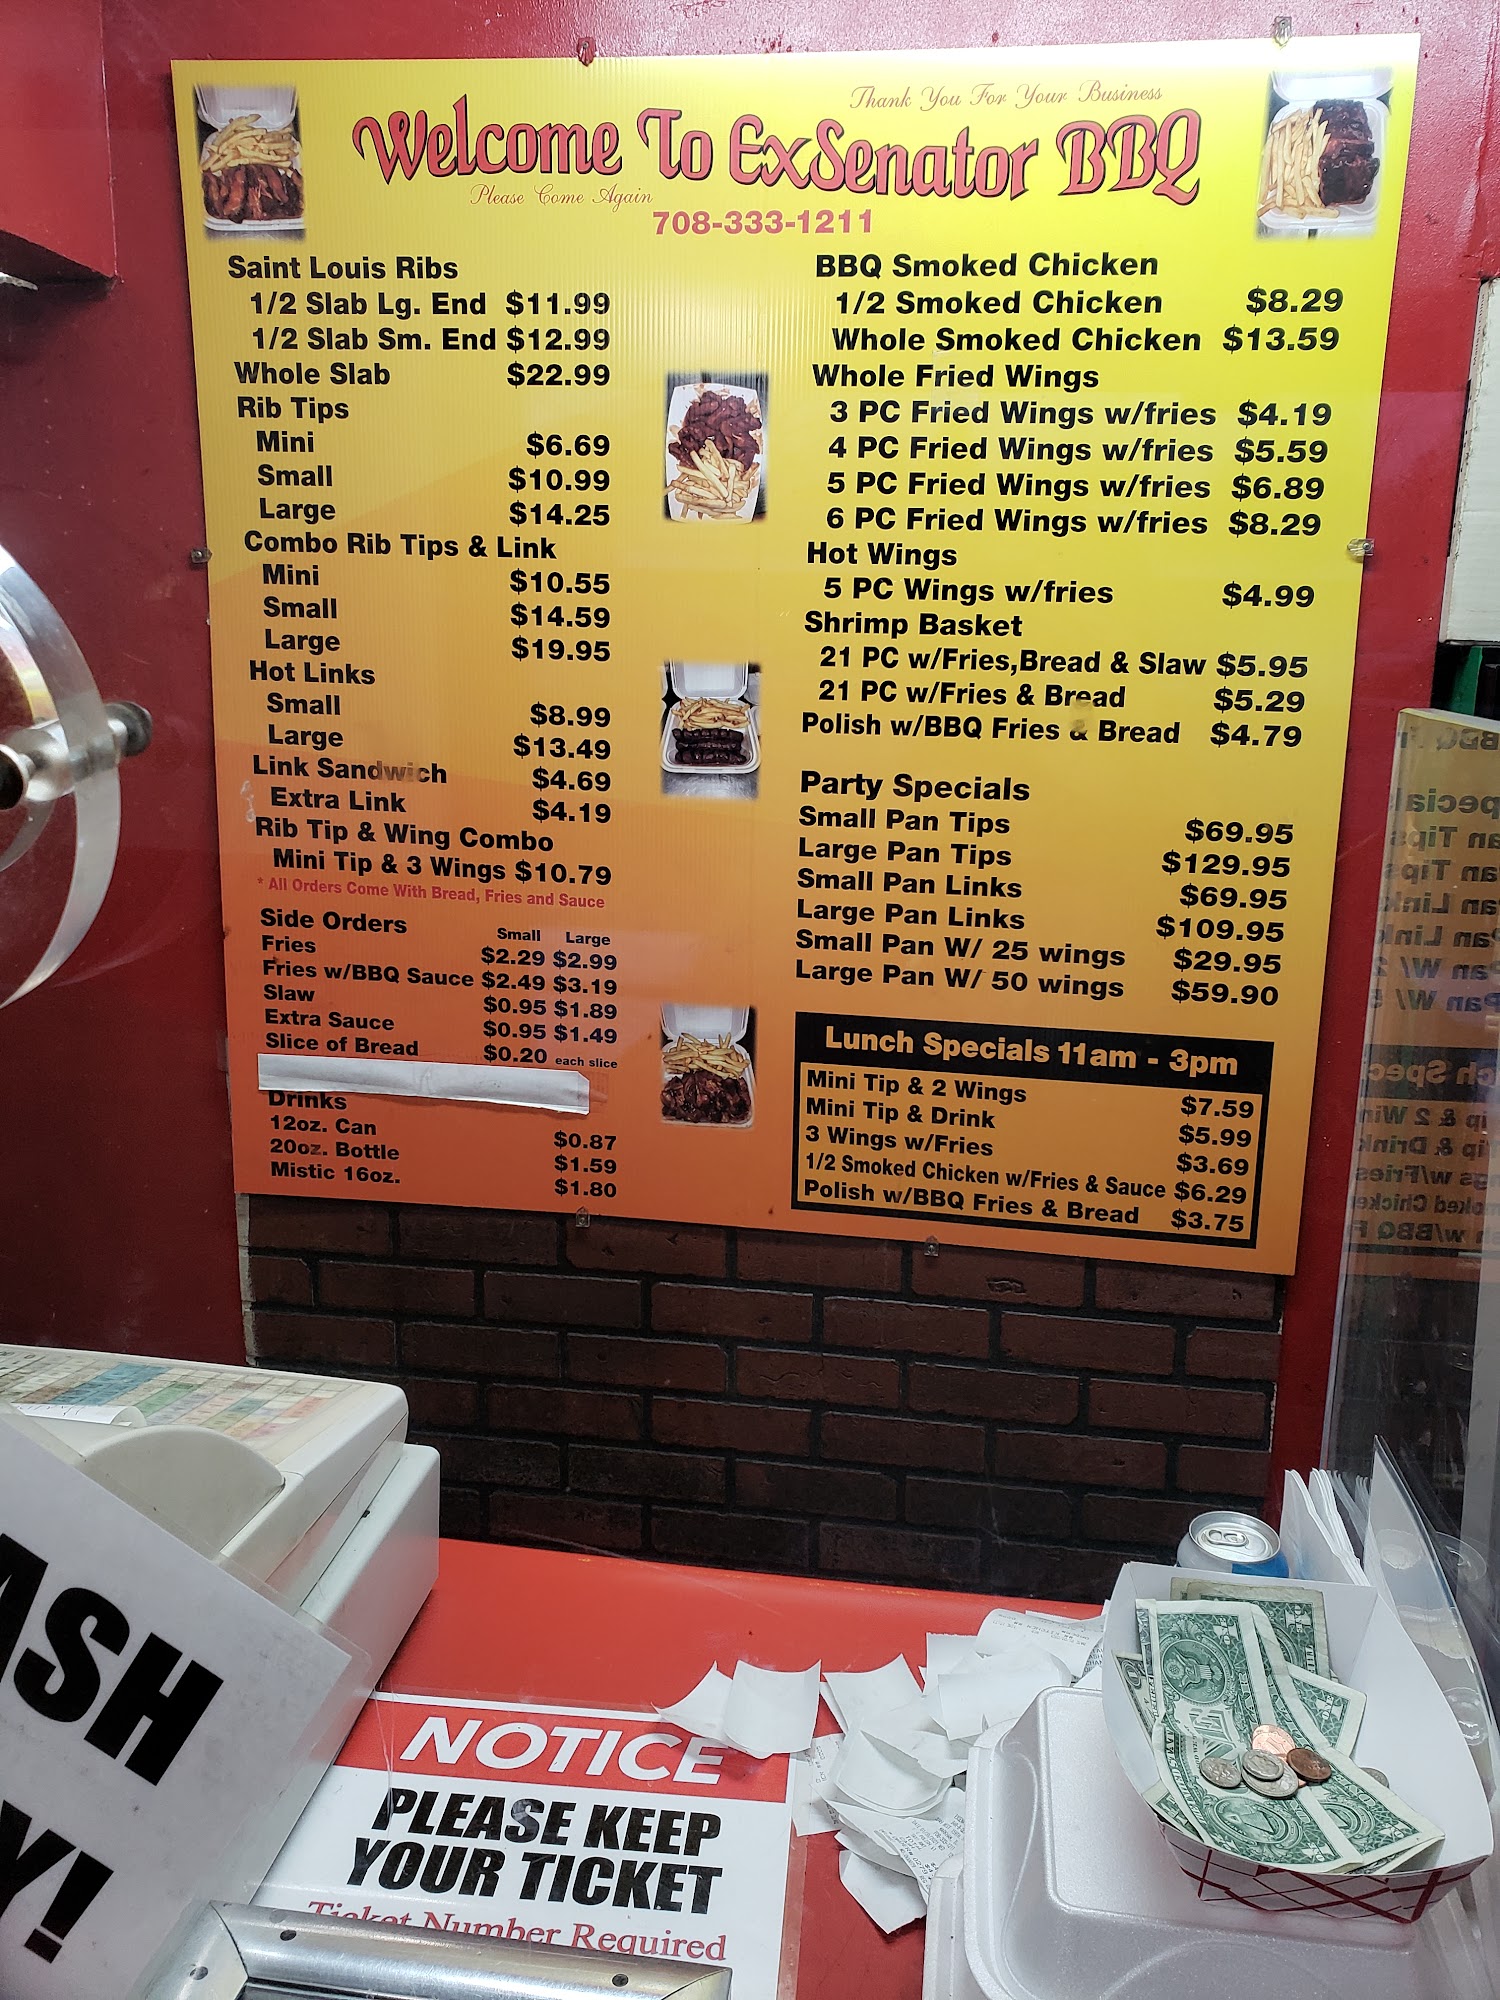 Thank You For Your Business
Welcome To ExSenator BBQ
Please Come Again
708-333-1211
Saint Louis Ribs
1/2 Slab Lg. End $11.99
1/2 Slab Sm. End $12.99
Whole Slab $22.99
Rib Tips
Mini $6.69
Small $10.99
Large $14.25
Combo Rib Tips & Link
Mini $10.55
Small $14.59
Large $19.95
Hot Links
Small $8.99
Large $13.49
Link Sandwich $4.69
Extra Link $4.19
Rib Tip & Wing Combo
Mini Tip & 3 Wings $10.79
* All Orders Come With Bread, Fries and Sauce
Side Orders Small Large
Fries $2.29 $2.99
Fries w/BBQ Sauce $2.49 $3.19
Slaw $0.95 $1.89
Extra Sauce $0.95 $1.49
Slice of Bread $0.20 each slice
Drinks
12oz. Can $0.87
20oz. Bottle $1.59
Mistic 16oz. $1.80
BBQ Smoked Chicken
1/2 Smoked Chicken $8.29
Whole Smoked Chicken $13.59
Whole Fried Wings
3 PC Fried Wings w/fries $4.19
4 PC Fried Wings w/fries $5.59
5 PC Fried Wings w/fries $6.89
6 PC Fried Wings w/fries $8.29
Hot Wings
5 PC Wings w/fries $4.99
Shrimp Basket
21 PC w/Fries,Bread & Slaw $5.95
21 PC w/Fries & Bread $5.29
Polish w/BBQ Fries & Bread $4.79
Party Specials
Small Pan Tips $69.95
Large Pan Tips $129.95
Small Pan Links $69.95
Large Pan Links $109.95
Small Pan W/ 25 wings $29.95
Large Pan W/ 50 wings $59.90
Lunch Specials 11am - 3pm
Mini Tip & 2 Wings $7.59
Mini Tip & Drink $5.99
3 Wings w/Fries $3.69
1/2 Smoked Chicken w/Fries & Sauce $6.29
Polish w/BBQ Fries & Bread $3.75
ASH
Y!
NOTICE
PLEASE KEEP
YOUR TICKET
Ticket Number Required